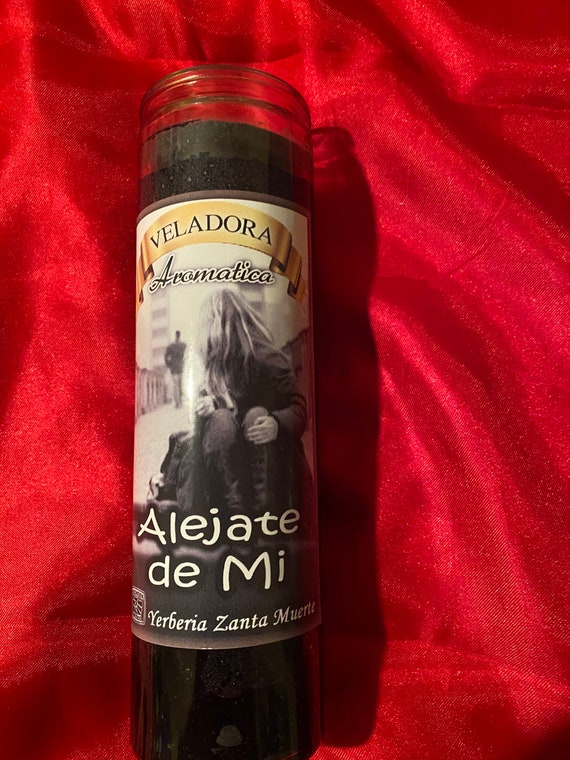 VELADORA
Aromatica
Alejate
de Mi
Yerberia Zanta Muerte